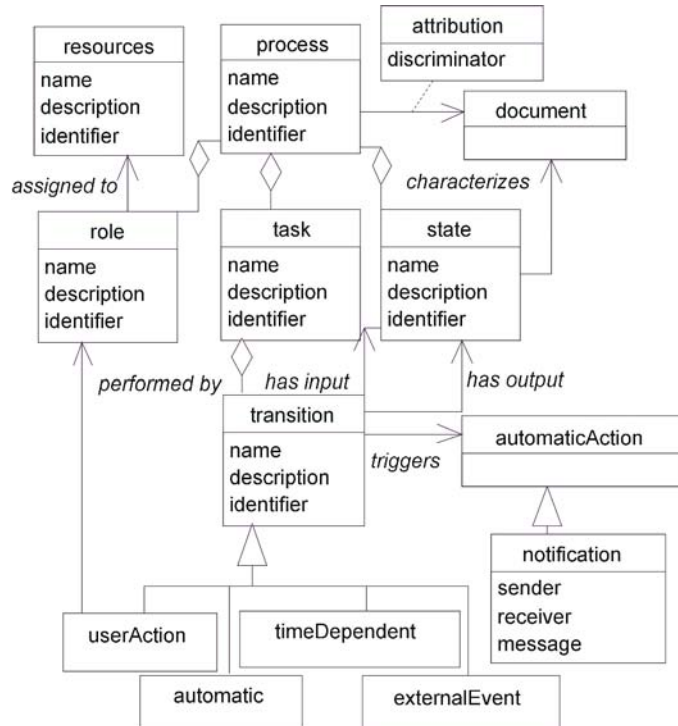 resources
name
description
identifier
process
name
description
identifier
attribution
discriminator
document
assigned to
characterizes
role
name
description
identifier
task
name
description
identifier
state
name
description
identifier
performed by
has input
has output
transition
name
description
identifier
triggers
automaticAction
notification
sender
receiver
message
userAction
timeDependent
automatic
externalEvent